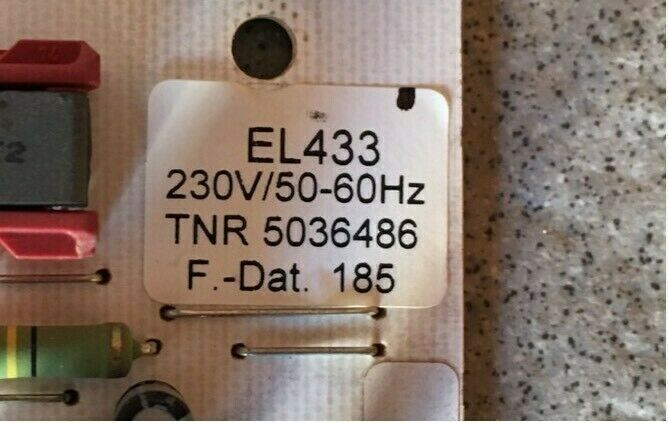 EL433
230V/50-60Hz
TNR 5036486
F.-Dat. 185